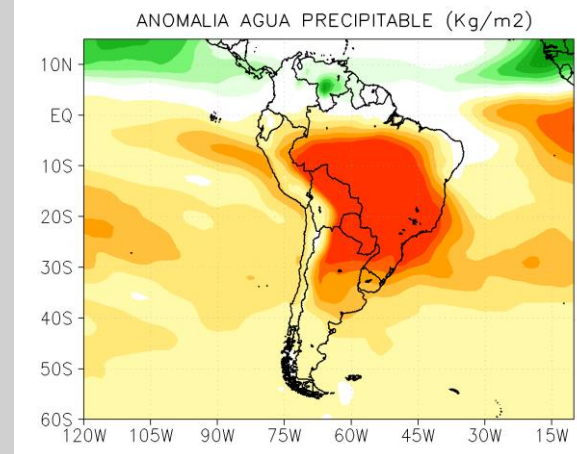 ANOMALIA AGUA PRECIPITABLE (Kg/m2)
10N
EQ
10S
20S
30S
40S
50S
60S
120W 105W 90W 75W 60W 45W 30W 15W